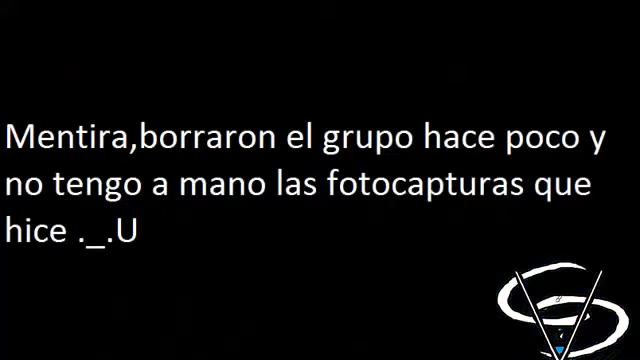 Mentira,borraron el grupo hace poco y
no tengo a mano las fotocapturas que
hice ._.U